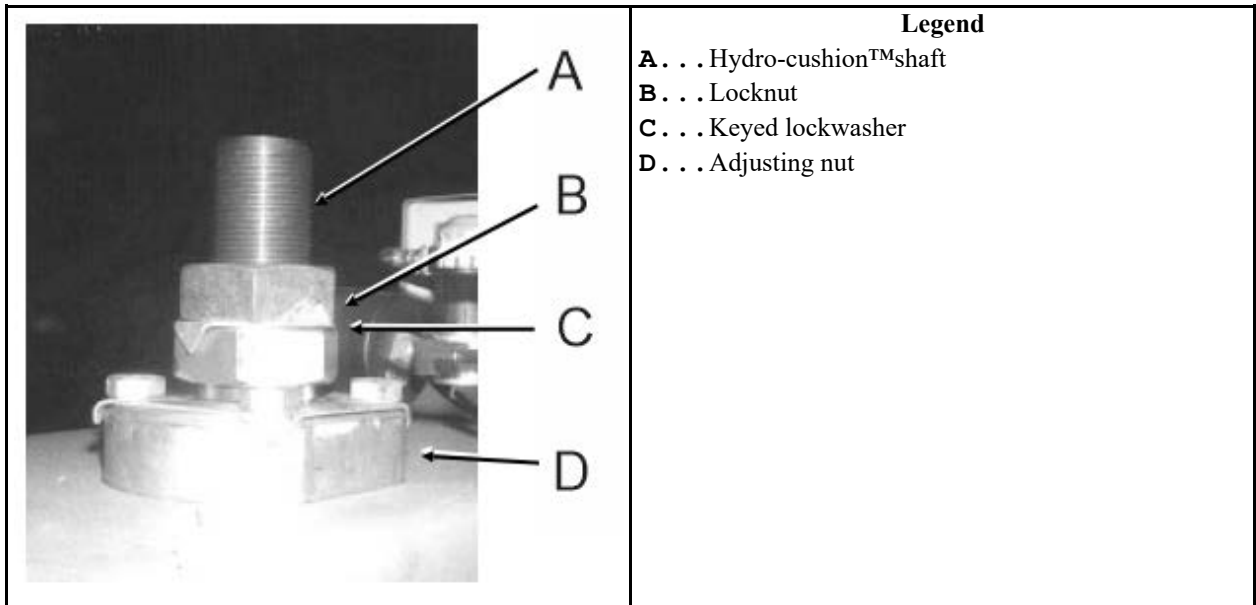 A
B
C
D
Legend
A...Hydro-cushion™shaft
B...Locknut
C...Keyed lockwasher
D...Adjusting nut